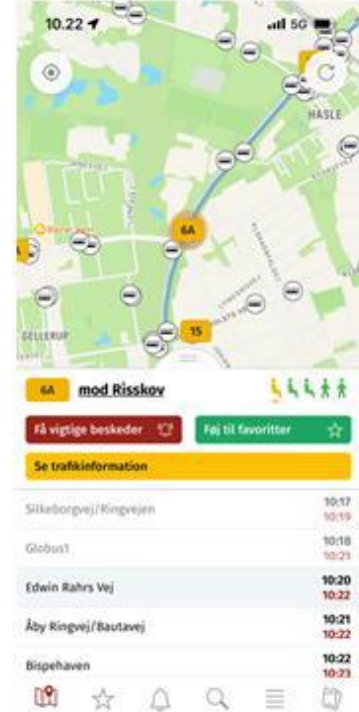 10.22
5G
HASLE
6A
15
GELLERUP
6A mod Risskov
Få vigtige beskeder
Føj til favoritter
Se trafikinformation
Silkeborgvej/Ringvejen 10:17
10:19
Globus1 10:18
10:21
Edwin Rahrs Vej 10:20
10:22
Åby Ringvej/Bautavej 10:21
10:22
Bispehaven 10:22
10:23